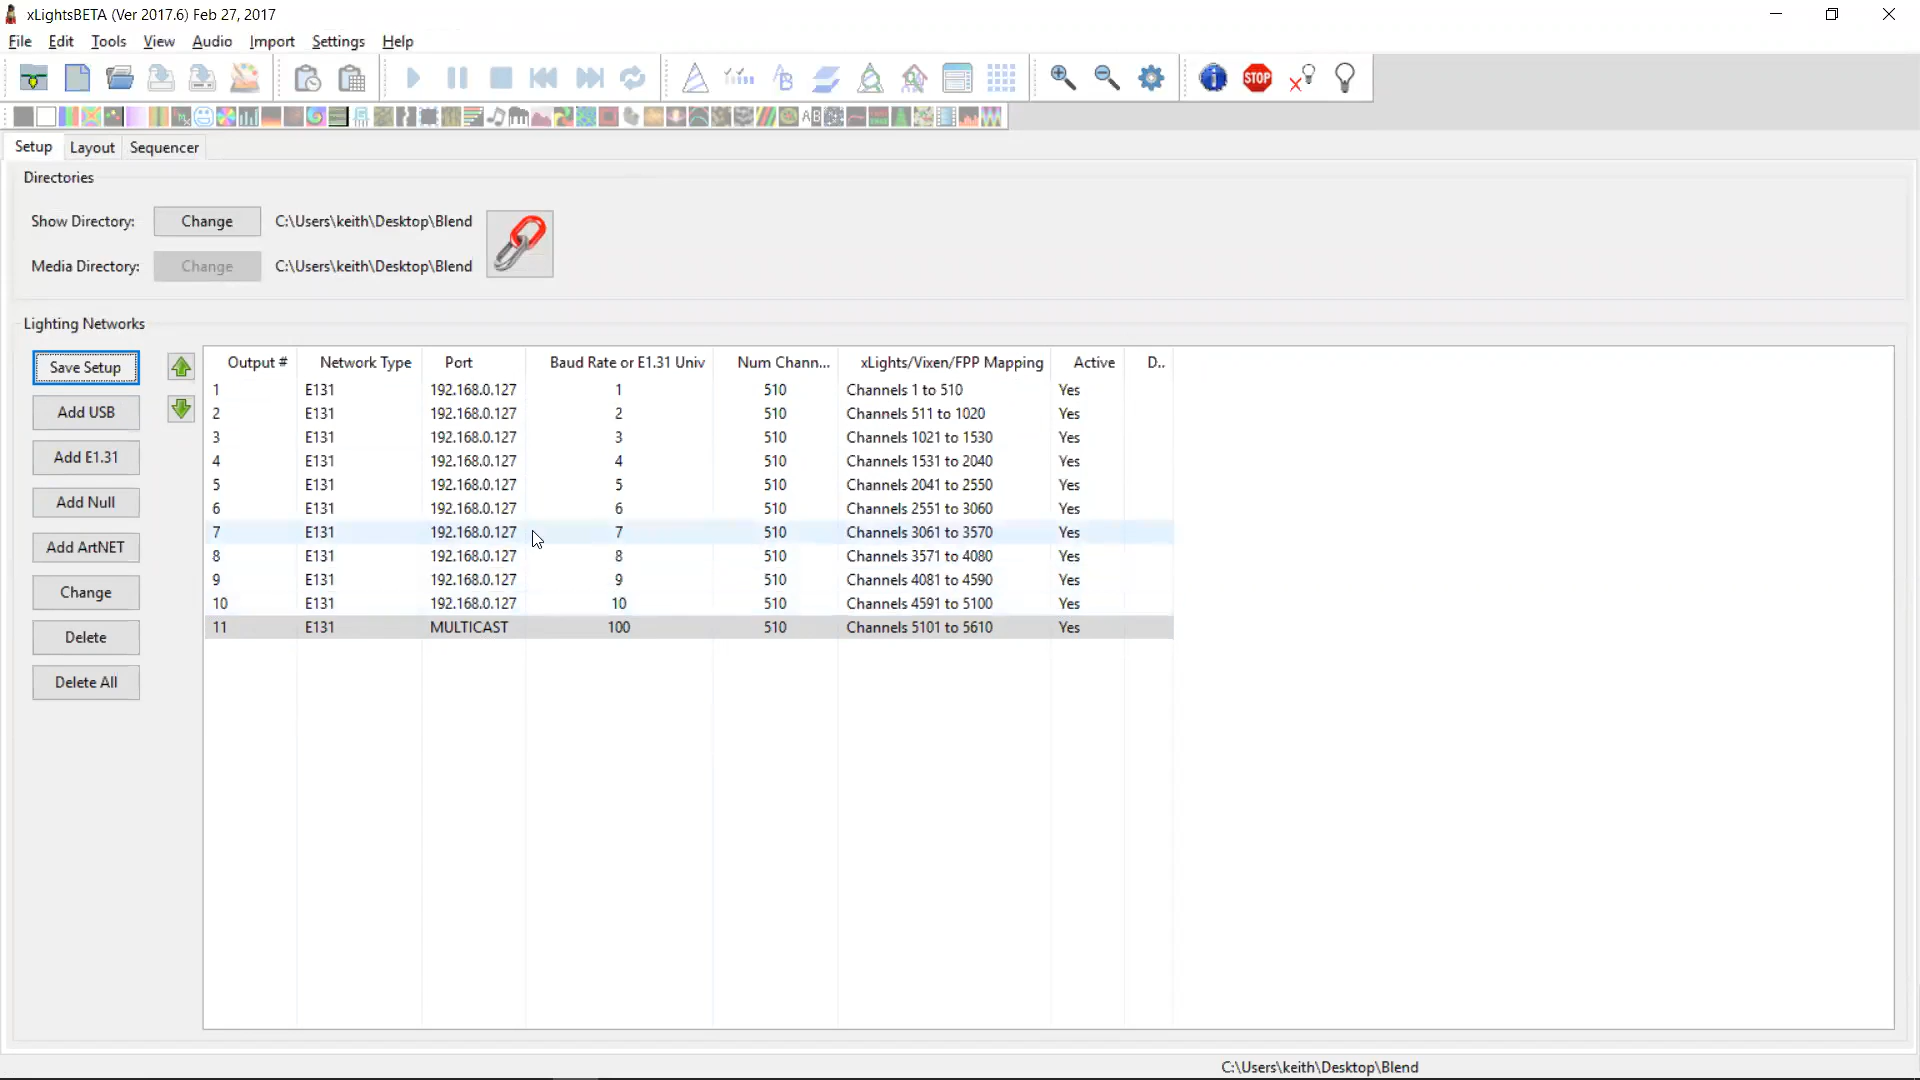 xLightsBETA (Ver 2017.6) Feb 27, 2017
File Edit Tools View Audio Import Settings Help
STOP
Setup Layout Sequencer
Directories
Show Directory: Change C:\Users\keith\Desktop\Blend
Media Directory: Change C:\Users\keith\Desktop\Blend
Lighting Networks
Save Setup
Add USB
Add E1.31
Add Null
Add ArtNET
Change
Delete
Delete All
Output # Network Type Port Baud Rate or E1.31 Univ Num Chann... xLights/Vixen/FPP Mapping Active D..
1 E131 192.168.0.127 1 510 Channels 1 to 510 Yes
2 E131 192.168.0.127 2 510 Channels 511 to 1020 Yes
3 E131 192.168.0.127 3 510 Channels 1021 to 1530 Yes
4 E131 192.168.0.127 4 510 Channels 1531 to 2040 Yes
5 E131 192.168.0.127 5 510 Channels 2041 to 2550 Yes
6 E131 192.168.0.127 6 510 Channels 2551 to 3060 Yes
7 E131 192.168.0.127 7 510 Channels 3061 to 3570 Yes
8 E131 192.168.0.127 8 510 Channels 3571 to 4080 Yes
9 E131 192.168.0.127 9 510 Channels 4081 to 4590 Yes
10 E131 192.168.0.127 10 510 Channels 4591 to 5100 Yes
11 E131 MULTICAST 100 510 Channels 5101 to 5610 Yes
C:\Users\keith\Desktop\Blend